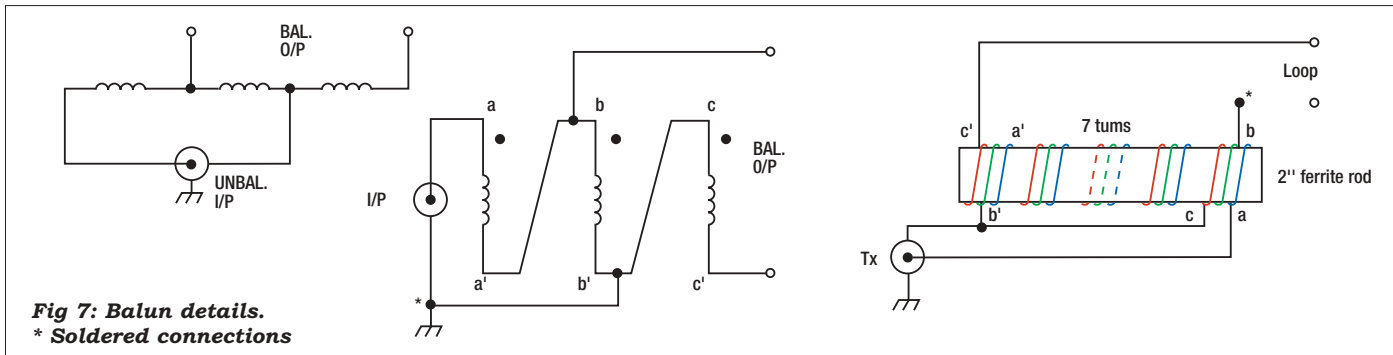 BAL.
O/P
UNBAL.
I/P
a
b
c
BAL.
O/P
I/P
a'
b'
c'
*
Loop
*
c'
a'
7 tums
b
2" ferrite rod
b'
c
a
Tx
Fig 7: Balun details.
* Soldered connections